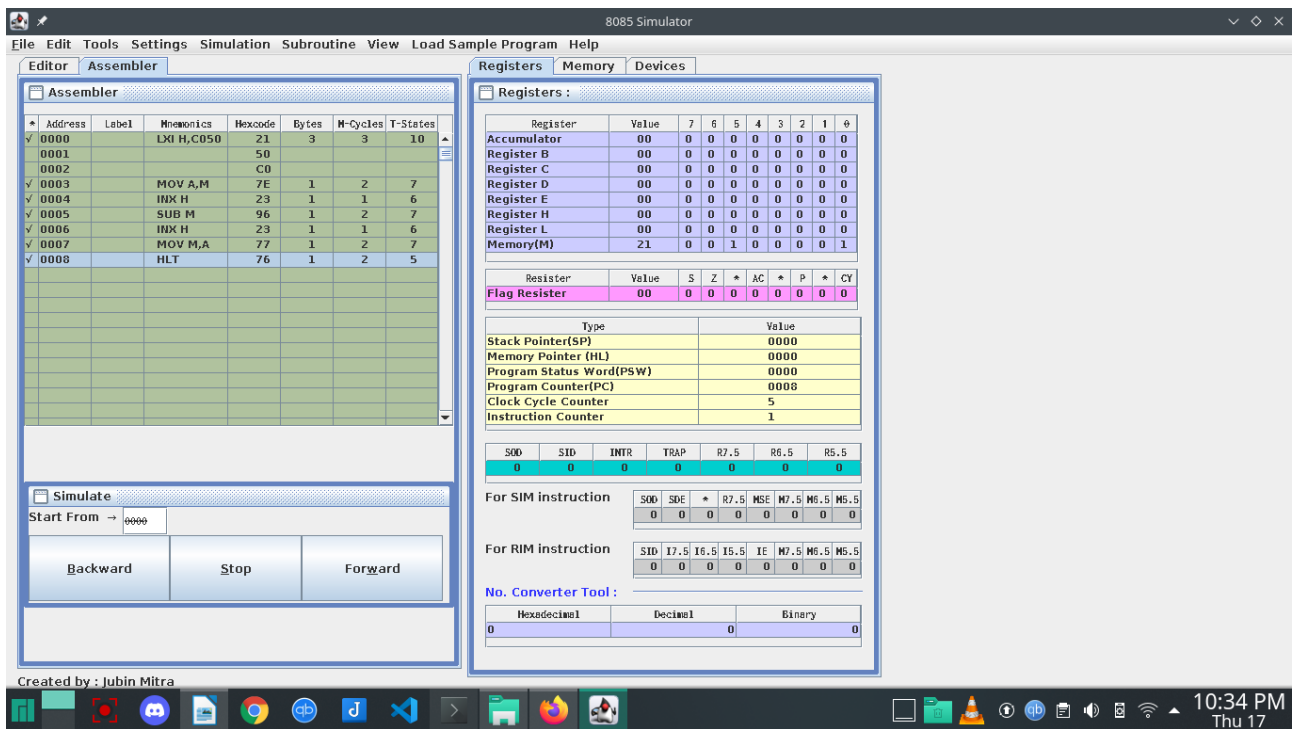 8085 Simulator
File Edit Tools Settings Simulation Subroutine View Load Sample Program Help
Editor Assembler
Assembler
* Address Label Mnemonics Hexcode Bytes M-Cycles T-States
√ 0000 LXI H,C050 21 3 3 10
0001 50
0002 C0
√ 0003 MOV A,M 7E 1 2 7
√ 0004 INX H 23 1 1 6
√ 0005 SUB M 96 1 2 7
√ 0006 INX H 23 1 1 6
√ 0007 MOV M,A 77 1 2 7
√ 0008 HLT 76 1 2 5
Simulate
Start From → 0000
Backward Stop Forward
Registers Memory Devices
Registers :
Register Value 7 6 5 4 3 2 1 0
Accumulator 00 0 0 0 0 0 0 0 0
Register B 00 0 0 0 0 0 0 0 0
Register C 00 0 0 0 0 0 0 0 0
Register D 00 0 0 0 0 0 0 0 0
Register E 00 0 0 0 0 0 0 0 0
Register H 00 0 0 0 0 0 0 0 0
Register L 00 0 0 0 0 0 0 0 0
Memory(M) 21 0 0 1 0 0 0 0 1
Resister Value S Z * AC * P * CY
Flag Resister 00 0 0 0 0 0 0 0 0
Type Value
Stack Pointer(SP) 0000
Memory Pointer (HL) 0000
Program Status Word(PSW) 0000
Program Counter(PC) 0008
Clock Cycle Counter 5
Instruction Counter 1
SOD SID INTR TRAP R7.5 R6.5 R5.5
0 0 0 0 0 0 0
For SIM instruction
SOD SDE * R7.5 MSE M7.5 M6.5 M5.5
0 0 0 0 0 0 0 0
For RIM instruction
SID I7.5 I6.5 I5.5 IE M7.5 M6.5 M5.5
0 0 0 0 0 0 0 0
No. Converter Tool :
Hexadecimal Decimal Binary
0 0 0
Created by : Jubin Mitra
qb J qb
10:34 PM
Thu 17